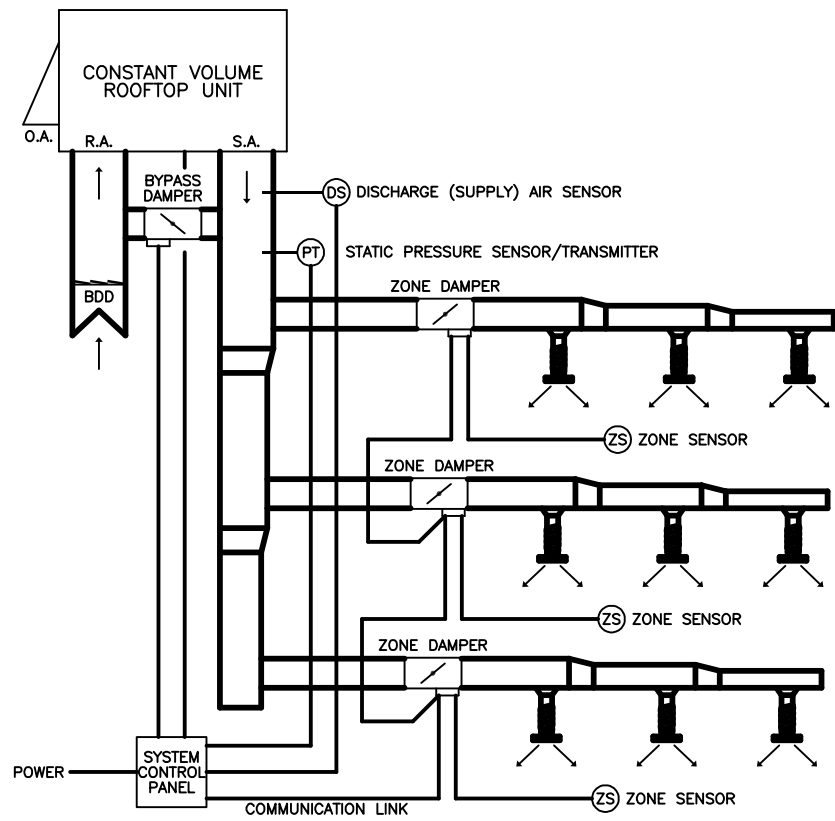 CONSTANT VOLUME
ROOFTOP UNIT
O.A.
R.A.
S.A.
BYPASS
DAMPER
DS DISCHARGE (SUPPLY) AIR SENSOR
PT STATIC PRESSURE SENSOR/TRANSMITTER
BDD
ZONE DAMPER
ZS ZONE SENSOR
ZONE DAMPER
ZS ZONE SENSOR
ZONE DAMPER
SYSTEM
CONTROL
PANEL
POWER
COMMUNICATION LINK
ZS ZONE SENSOR